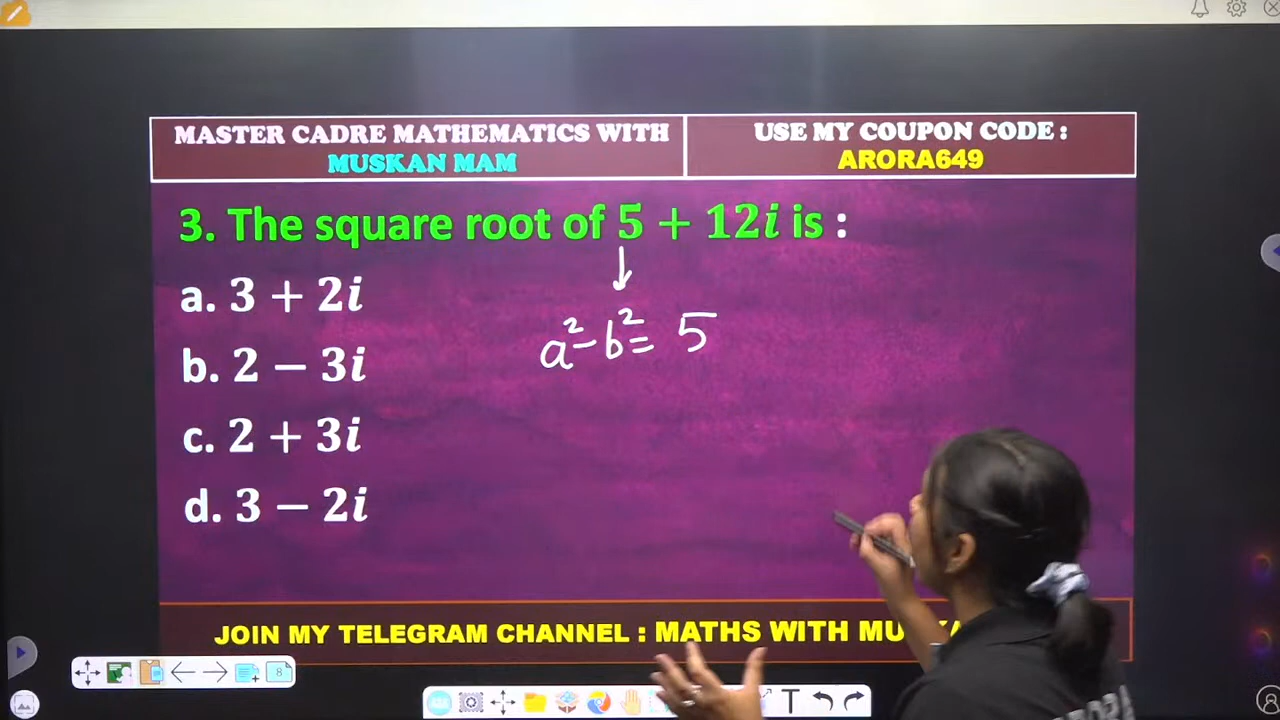 MASTER CADRE MATHEMATICS WITH
MUSKAN MAM
USE MY COUPON CODE :
ARORA649
3. The square root of 5 + 12i is :
a. 3 + 2i
b. 2 − 3i
c. 2 + 3i
d. 3 − 2i
a² − b² = 5
JOIN MY TELEGRAM CHANNEL : MATHS WITH
8
T